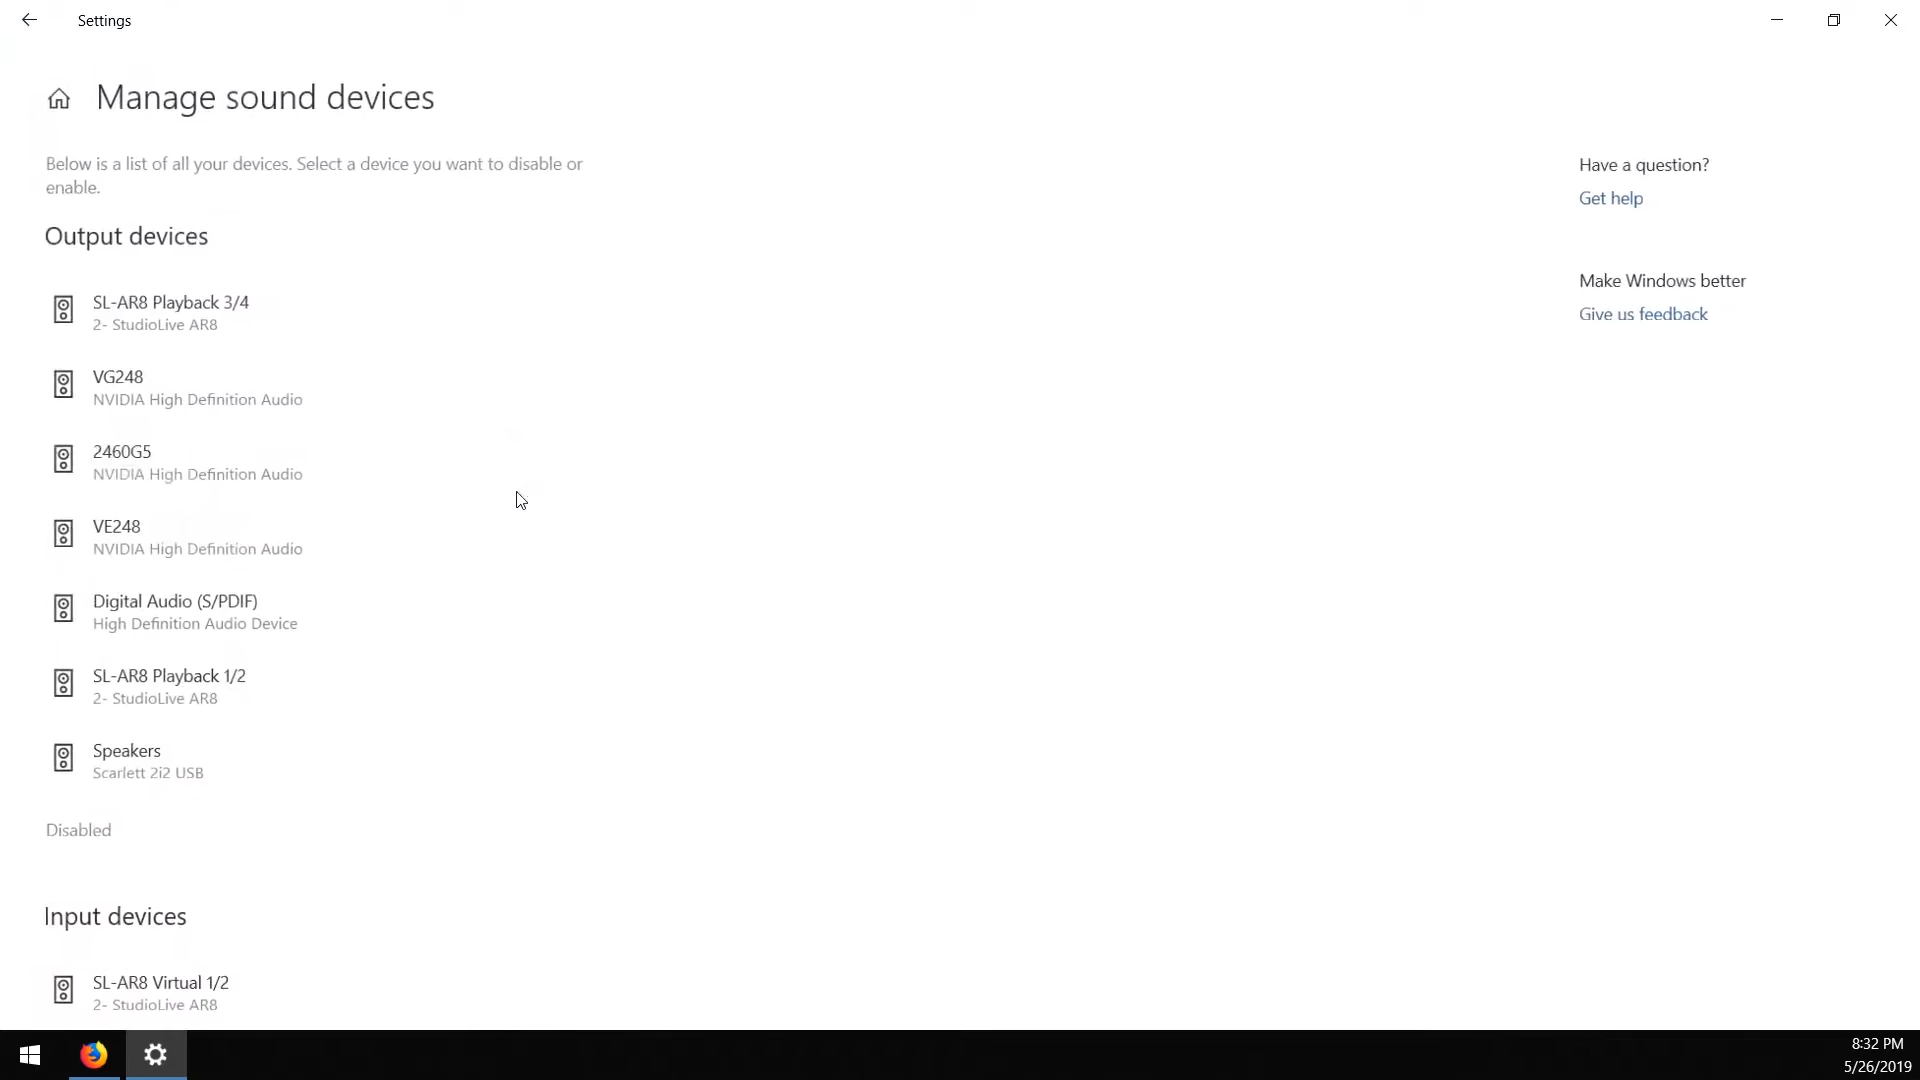 Settings
Manage sound devices
Below is a list of all your devices. Select a device you want to disable or
enable.
Output devices
SL-AR8 Playback 3/4
2- StudioLive AR8
VG248
NVIDIA High Definition Audio
2460G5
NVIDIA High Definition Audio
VE248
NVIDIA High Definition Audio
Digital Audio (S/PDIF)
High Definition Audio Device
SL-AR8 Playback 1/2
2- StudioLive AR8
Speakers
Scarlett 2i2 USB
Disabled
Input devices
SL-AR8 Virtual 1/2
2- StudioLive AR8
Have a question?
Get help
Make Windows better
Give us feedback
8:32 PM
5/26/2019